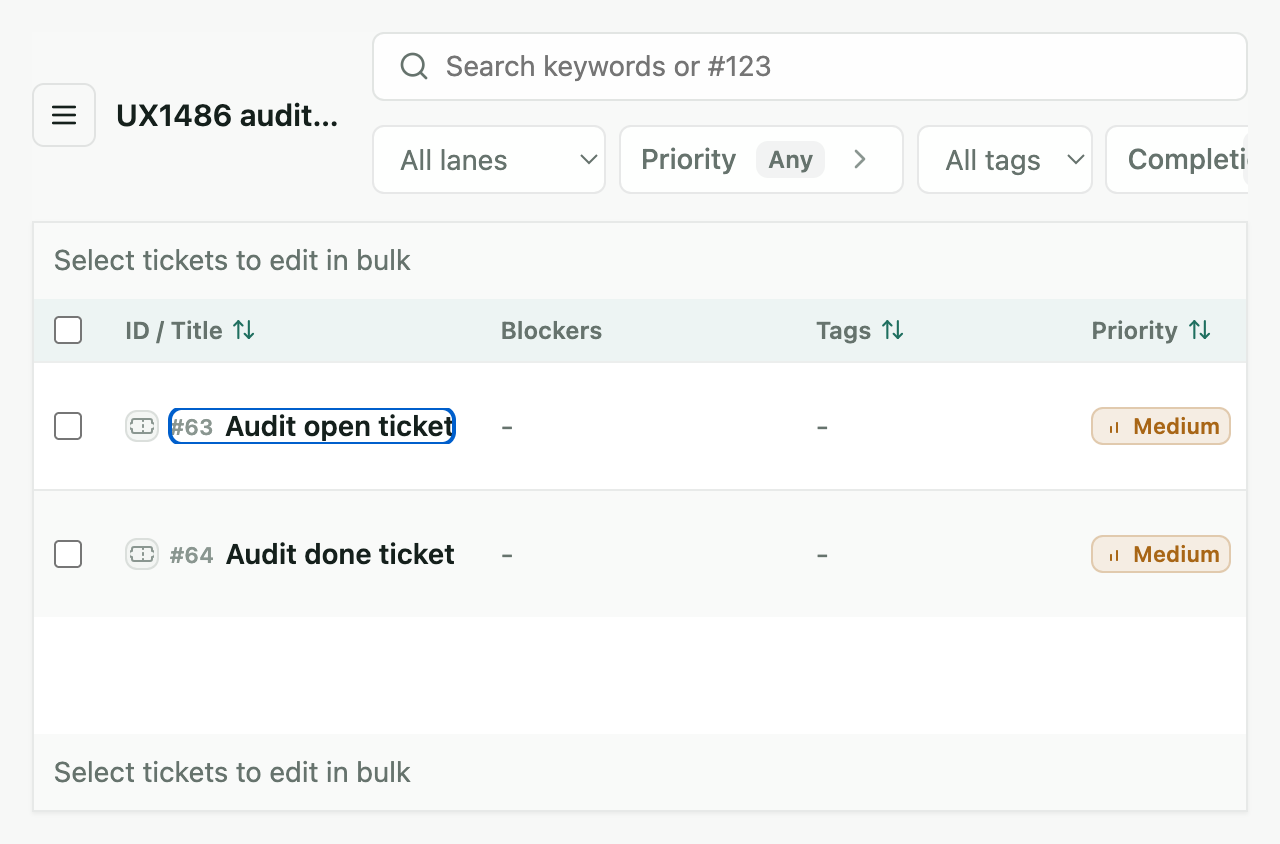 Search keywords or #123
UX1486 audit...
All lanes
Priority Any
All tags
Completi
Select tickets to edit in bulk
ID / Title Blockers Tags Priority
#63 Audit open ticket - - Medium
#64 Audit done ticket - - Medium
Select tickets to edit in bulk